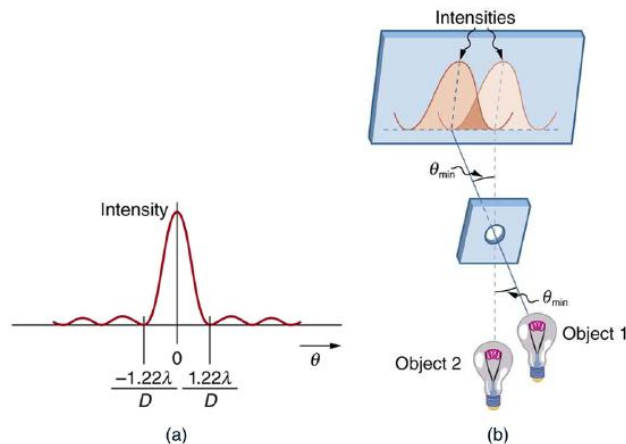 Intensity
0
θ
−1.22λ
D
1.22λ
D
(a)
Intensities
θmin
θmin
Object 1
Object 2
(b)